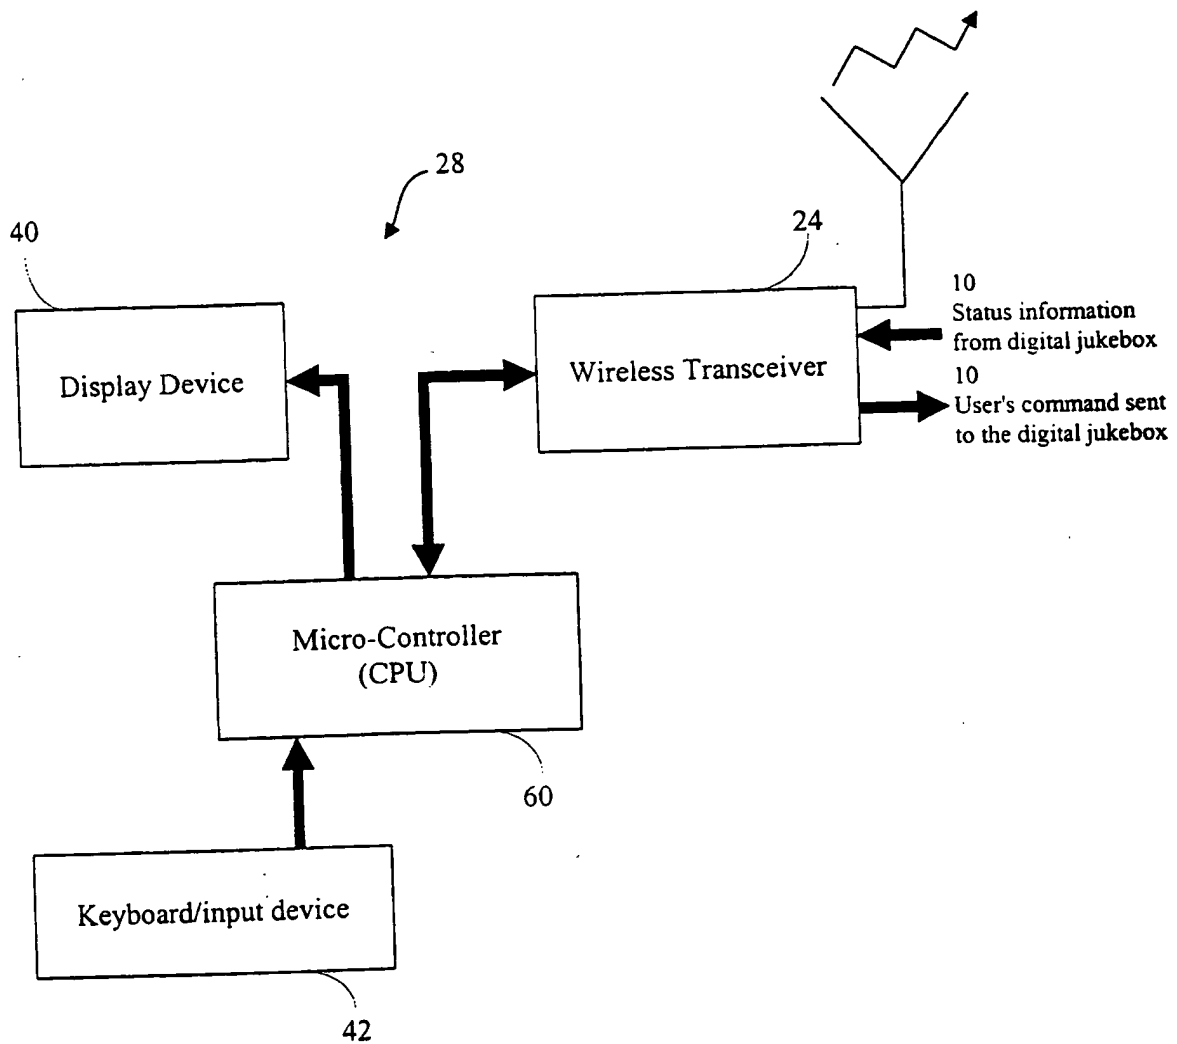 28
40
24
10
Status information
from digital jukebox
Display Device
Wireless Transceiver
10
User's command sent
to the digital jukebox
Micro-Controller
(CPU)
60
Keyboard/input device
42